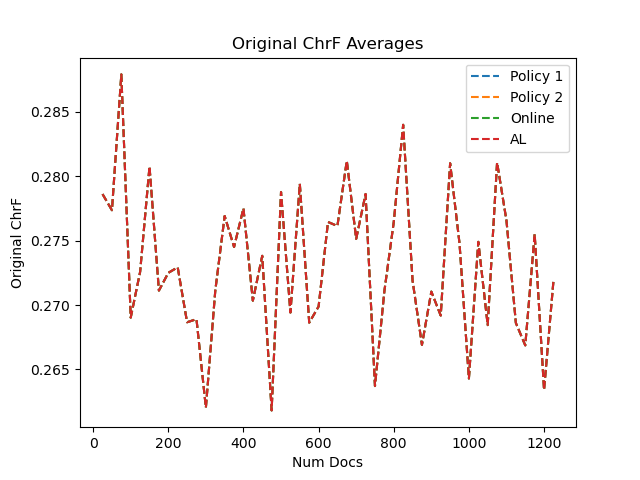 Original ChrF Averages
Policy 1
Policy 2
Online
AL
0.285
0.280
0.275
0.270
0.265
Original ChrF
0 200 400 600 800 1000 1200
Num Docs